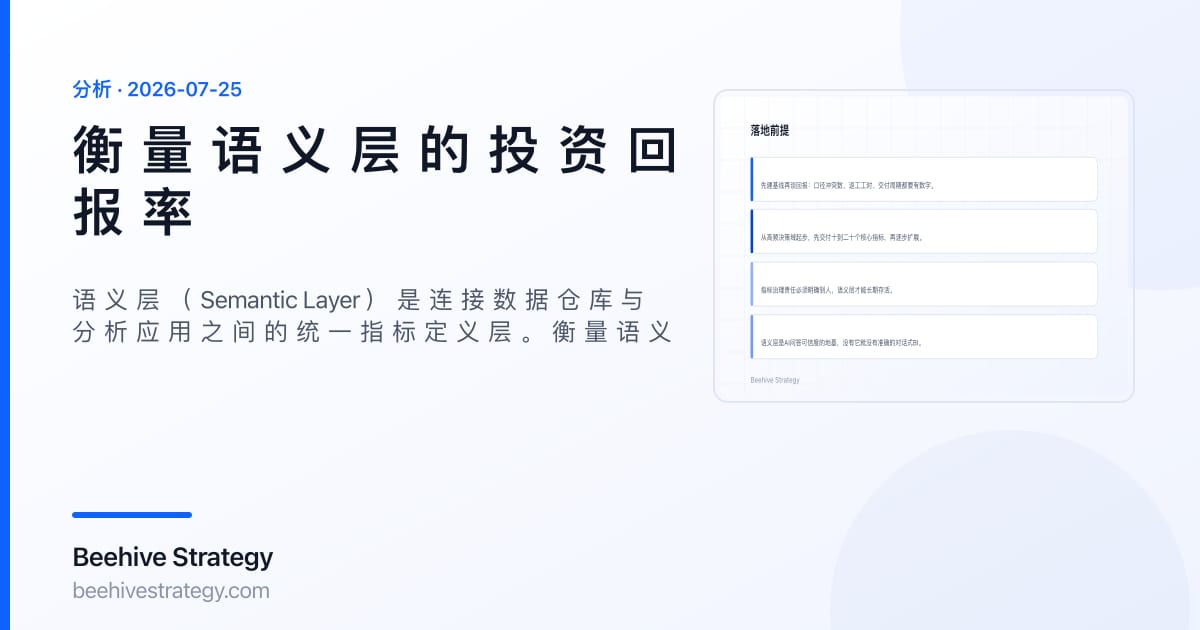 分析 · 2026-07-25
衡量语义层的投资回
报率
语义层（Semantic Layer）是连接数据仓库与
分析应用之间的统一指标定义层。衡量语义
落地前提
先建基线再谈回报：口径冲突数、返工工时、交付周期都要有数字。
从高频决策域起步，先交付十到二十个核心指标，再逐步扩展。
指标治理责任必须明确到人，语义层才能长期存活。
语义层是AI问答可信度的地基，没有它就没有准确的对话式BI。
Beehive Strategy
Beehive Strategy
beehivestrategy.com